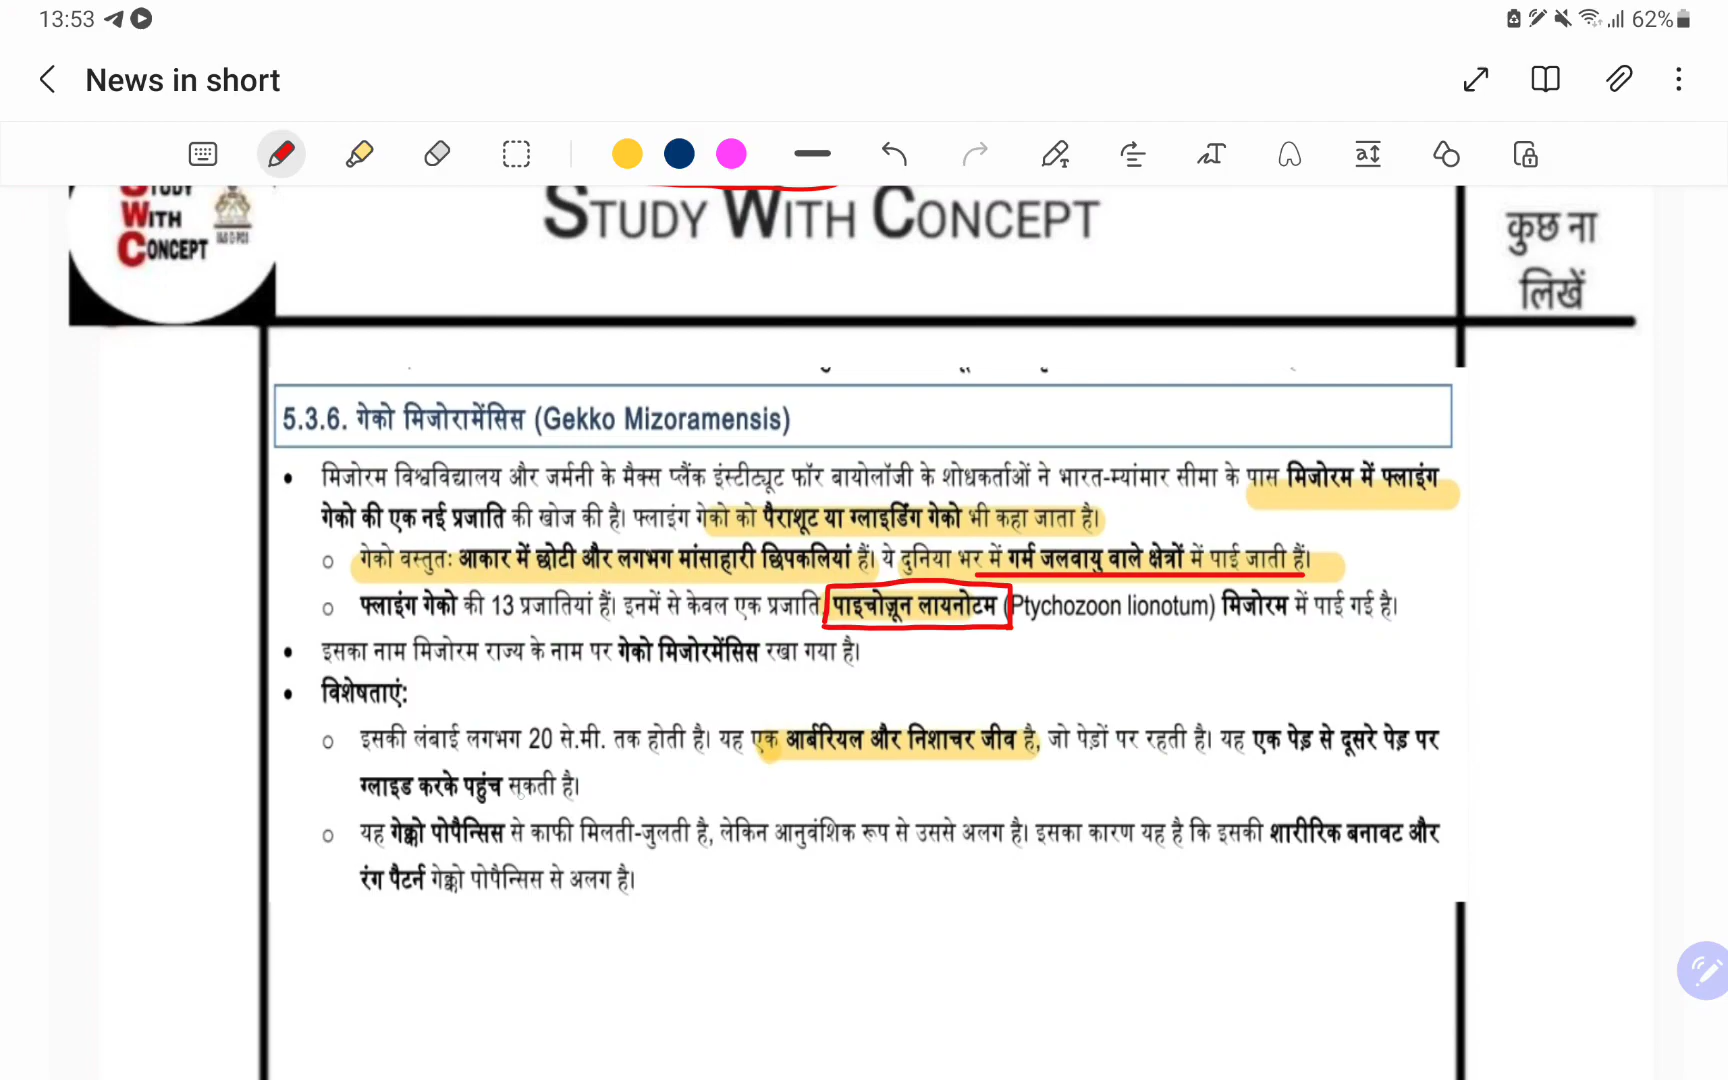 13:53
62%
News in short
STUDY
WITH
CONCEPT
STUDY WITH CONCEPT
कुछ ना
लिखें
5.3.6. गेको मिजोरामेंसिस (Gekko Mizoramensis)
• मिजोरम विश्वविद्यालय और जर्मनी के मैक्स प्लैंक इंस्टीट्यूट फॉर बायोलॉजी के शोधकर्ताओं ने भारत-म्यांमार सीमा के पास मिजोरम में फ्लाइंग
गेको की एक नई प्रजाति की खोज की है। फ्लाइंग गेको को पैराशूट या ग्लाइडिंग गेको भी कहा जाता है।
o गेको वस्तुतः आकार में छोटी और लगभग मांसाहारी छिपकलियां हैं। ये दुनिया भर में गर्म जलवायु वाले क्षेत्रों में पाई जाती हैं।
o फ्लाइंग गेको की 13 प्रजातियां हैं। इनमें से केवल एक प्रजाति पाइचोज़ून लायनोटम (Ptychozoon lionotum) मिजोरम में पाई गई है।
• इसका नाम मिजोरम राज्य के नाम पर गेको मिजोरमेंसिस रखा गया है।
• विशेषताएं:
o इसकी लंबाई लगभग 20 से.मी. तक होती है। यह एक आर्बरियल और निशाचर जीव है, जो पेड़ों पर रहती है। यह एक पेड़ से दूसरे पेड़ पर
ग्लाइड करके पहुंच सकती है।
o यह गेक्को पोपैन्सिस से काफी मिलती-जुलती है, लेकिन आनुवंशिक रूप से उससे अलग है। इसका कारण यह है कि इसकी शारीरिक बनावट और
रंग पैटर्न गेक्को पोपैन्सिस से अलग है।